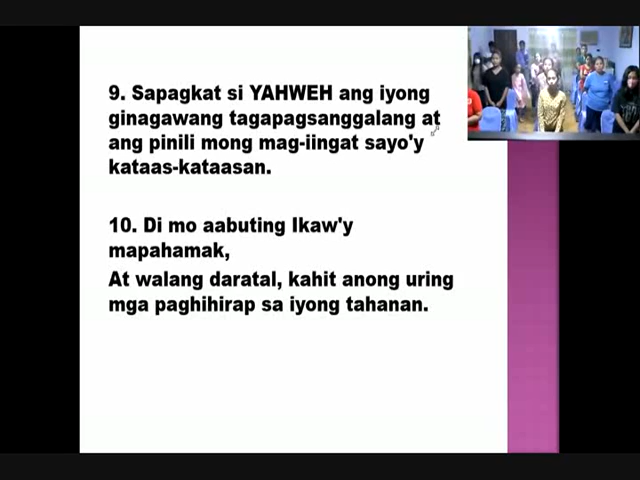 9. Sapagkat si YAHWEH ang iyong
ginagawang tagapagsanggalang at
ang pinili mong mag-iingat sayo'y
kataas-kataasan.
10. Di mo aabuting Ikaw'y
mapahamak,
At walang daratal, kahit anong uring
mga paghihirap sa iyong tahanan.